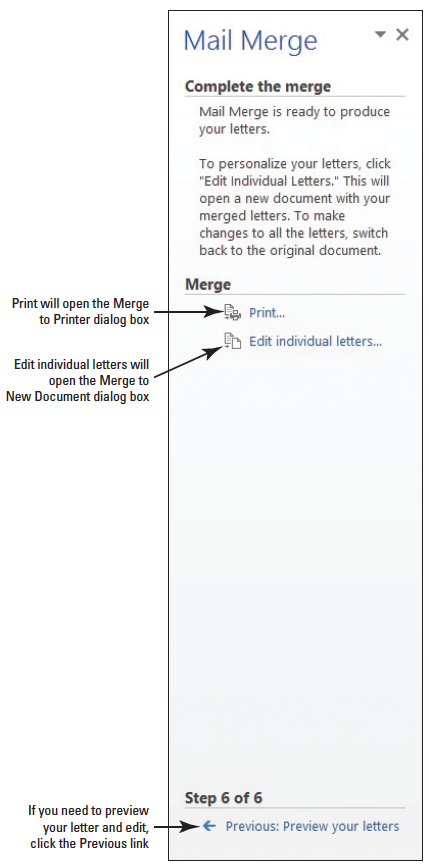 Mail Merge
Complete the merge
Mail Merge is ready to produce
your letters.
To personalize your letters, click
"Edit Individual Letters." This will
open a new document with your
merged letters. To make
changes to all the letters, switch
back to the original document.
Merge
Print will open the Merge
to Printer dialog box
Print...
Edit individual letters will
open the Merge to
New Document dialog box
Edit individual letters...
Step 6 of 6
If you need to preview
your letter and edit,
click the Previous link
Previous: Preview your letters